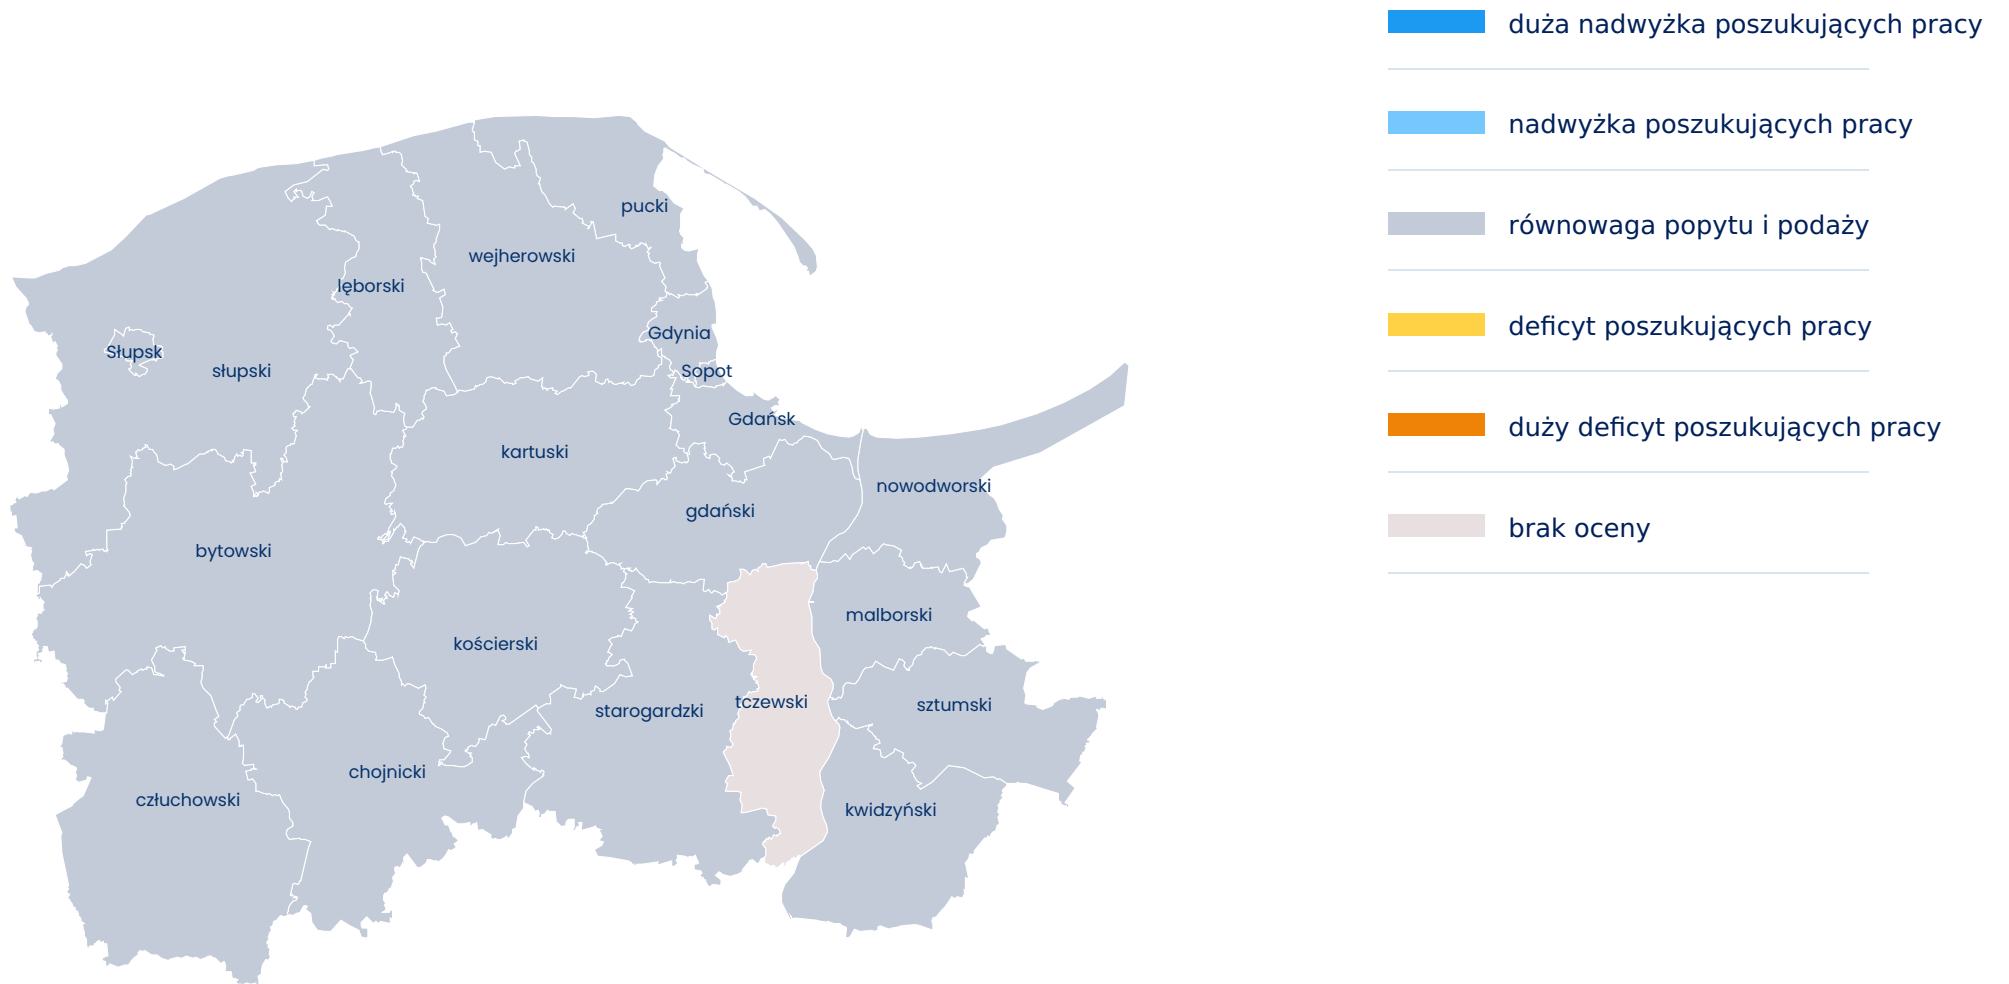 duża nadwyżka poszukujących pracy
nadwyżka poszukujących pracy
równowaga popytu i podaży
deficyt poszukujących pracy
duży deficyt poszukujących pracy
brak oceny
pucki
wejherowski
lęborski
Gdynia
Słupsk
słupski
Sopot
Gdańsk
kartuski
nowodworski
gdański
bytowski
malborski
kościerski
tczewski
sztumski
starogardzki
chojnicki
człuchowski
kwidzyński